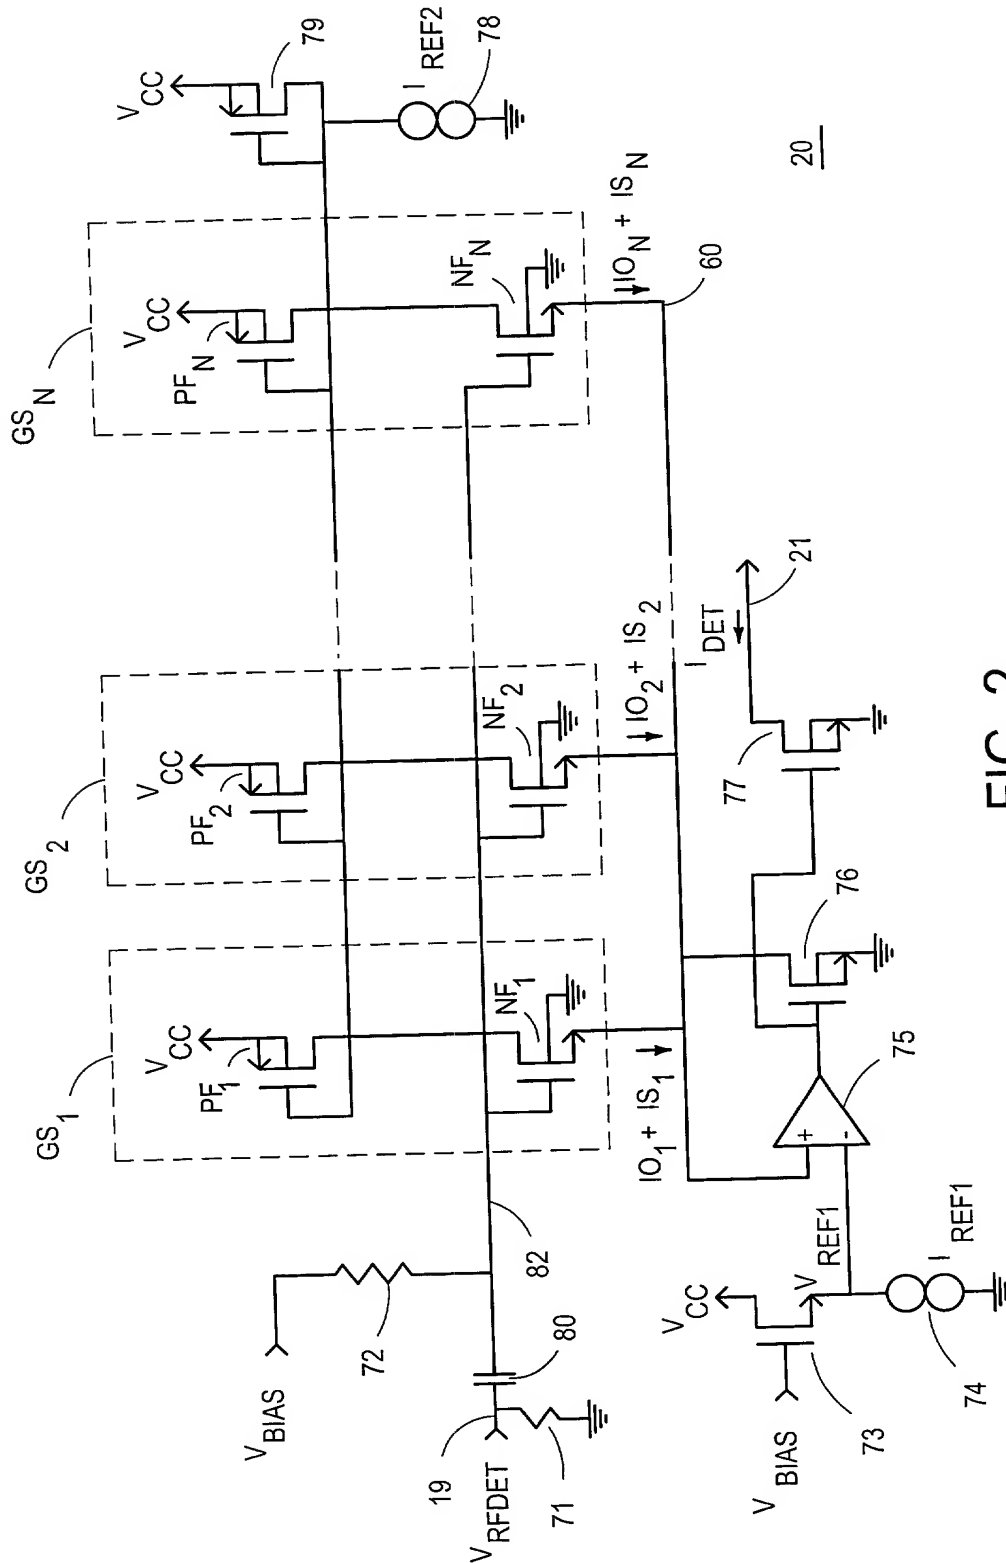 GS1
GS2
GSN
VCC
VCC
VCC
VCC
PF1
PF2
PFN
79
I REF2
78
VBIAS
72
NF1
NF2
NFN
20
82
80
19
VRFDET
71
IO1 + IS1
IO2 + IS2
ION + ISN
60
IDET
21
77
76
75
+
-
VCC
VREF1
VBIAS
73
74
I REF1
FIG. 2